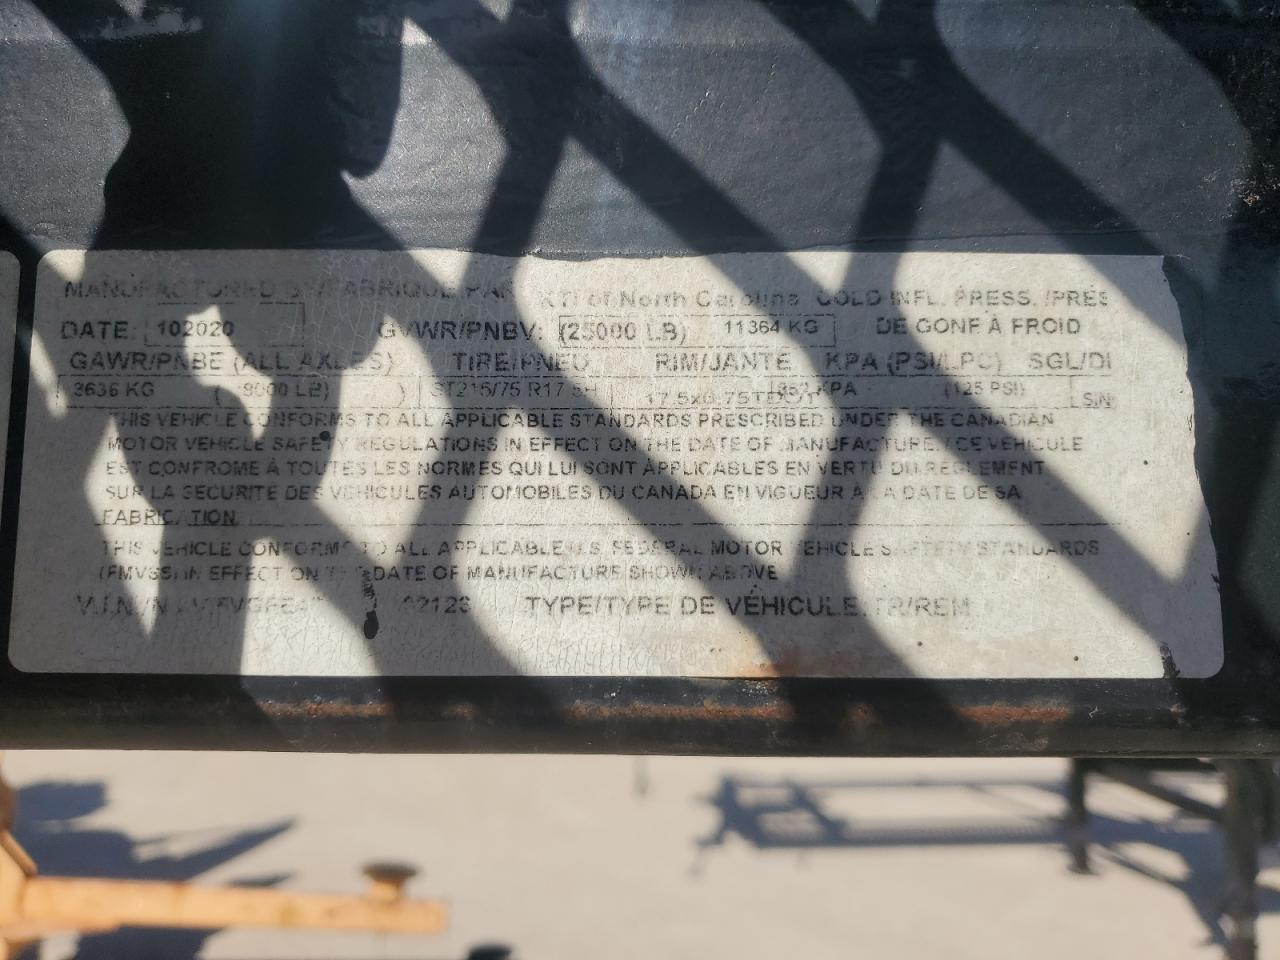 MANUFACTURED BY/FABRIQUE PAR KTI of North Carolina COLD INFL. PRESS. /PRES
DATE: 102020 GVWR/PNBV: (25000 LB) 11364 KG DE GONF À FROID
GAWR/PNBE (ALL AXLES) TIRE/PNEU RIM/JANTE KPA (PSI/LPC) SGL/DI
3636 KG ( 8000 LB) ) ST215/75 R17.5H 862 KPA (125 PSI)
THIS VEHICLE CONFORMS TO ALL APPLICABLE STANDARDS PRESCRIBED UNDER THE CANADIAN
MOTOR VEHICLE SAFETY REGULATIONS IN EFFECT ON THE DATE OF MANUFACTURE. / CE VEHICULE
EST CONFROME À TOUTES LES NORMES QUI LUI SONT APPLICABLES EN VERTU DU REGLEMENT
SUR LA SECURITE DES VEHICULES AUTOMOBILES DU CANADA EN VIGUEUR A LA DATE DE SA
FABRICATION
THIS VEHICLE CONFORMS TO ALL APPLICABLE U.S. FEDERAL MOTOR VEHICLE SAFETY STANDARDS
(FMVSS) IN EFFECT ON THE DATE OF MANUFACTURE SHOWN ABOVE
TYPE/TYPE DE VÉHICULE: TR/REM